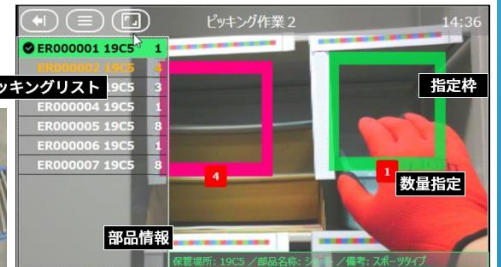 ピッキング作業2
14:36
ER000001 19C5 1
ER000002 19C5 4
19C5 3
ッキングリスト
ER000004 19C5 1
ER000005 19C5 8
ER000006 19C5 1
ER000007 19C5 8
指定枠
4
1
数量指定
部品情報
保管場所: 19C5 ／部品名称: シート ／備考: スポーツタイプ